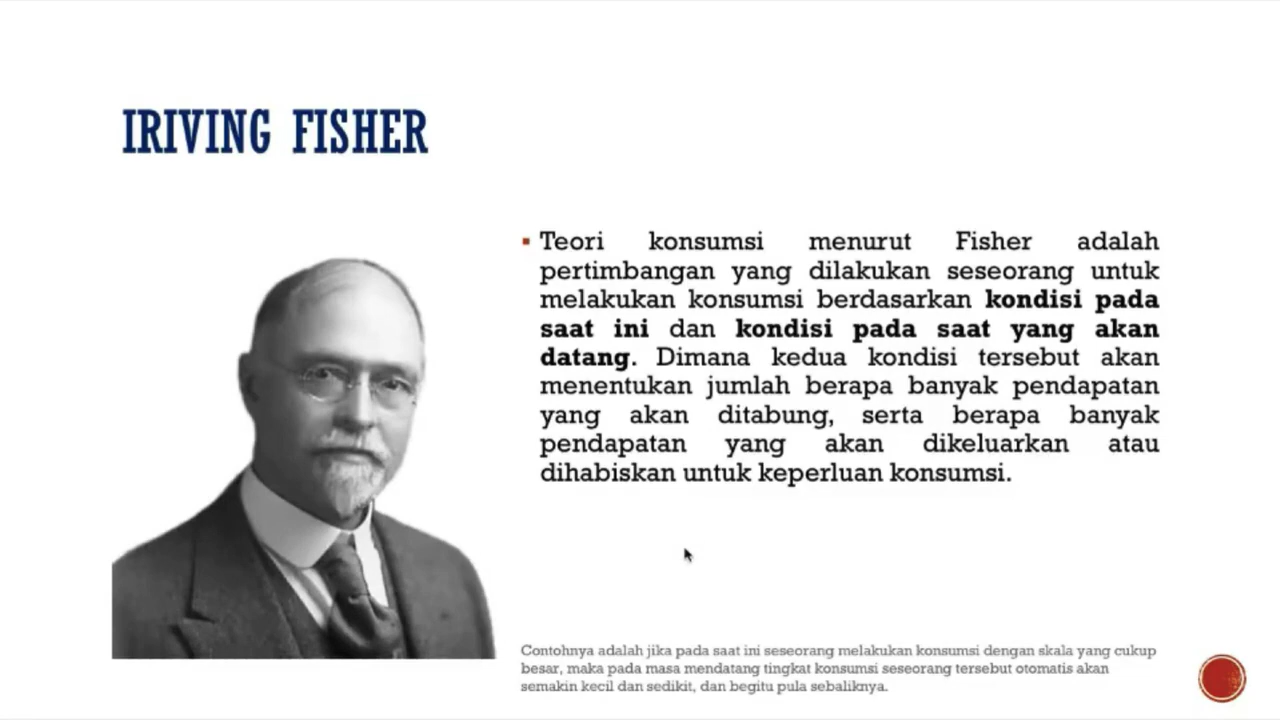 IRIVING FISHER
▪ Teori konsumsi menurut Fisher adalah
pertimbangan yang dilakukan seseorang untuk
melakukan konsumsi berdasarkan kondisi pada
saat ini dan kondisi pada saat yang akan
datang. Dimana kedua kondisi tersebut akan
menentukan jumlah berapa banyak pendapatan
yang akan ditabung, serta berapa banyak
pendapatan yang akan dikeluarkan atau
dihabiskan untuk keperluan konsumsi.
Contohnya adalah jika pada saat ini seseorang melakukan konsumsi dengan skala yang cukup
besar, maka pada masa mendatang tingkat konsumsi seseorang tersebut otomatis akan
semakin kecil dan sedikit, dan begitu pula sebaliknya.